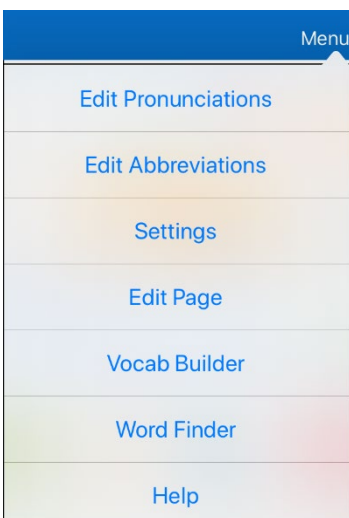 Menu
Edit Pronunciations
Edit Abbreviations
Settings
Edit Page
Vocab Builder
Word Finder
Help